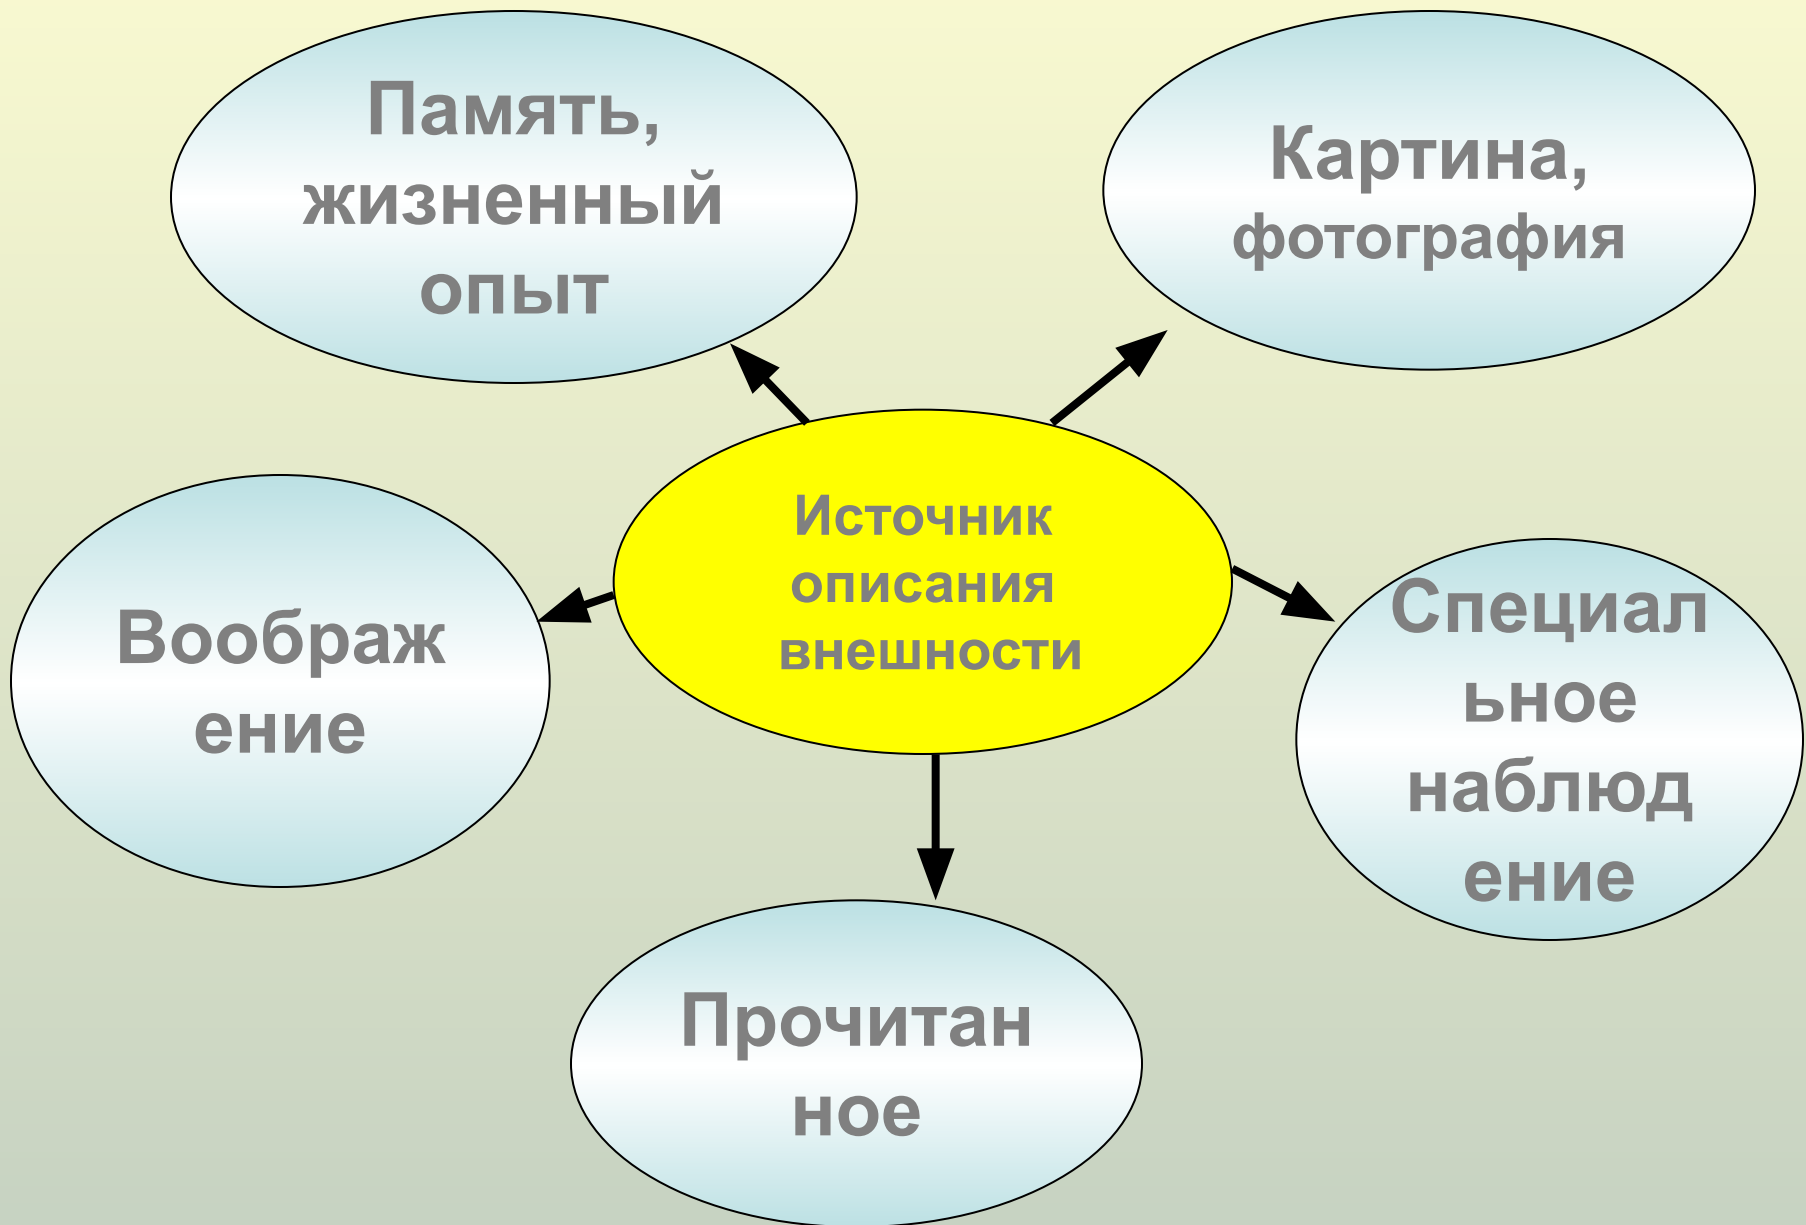 Память,
жизненный
опыт
Картина,
фотография
Источник
описания
внешности
Воображ
ение
Специал
ьное
наблюд
ение
Прочитан
ное